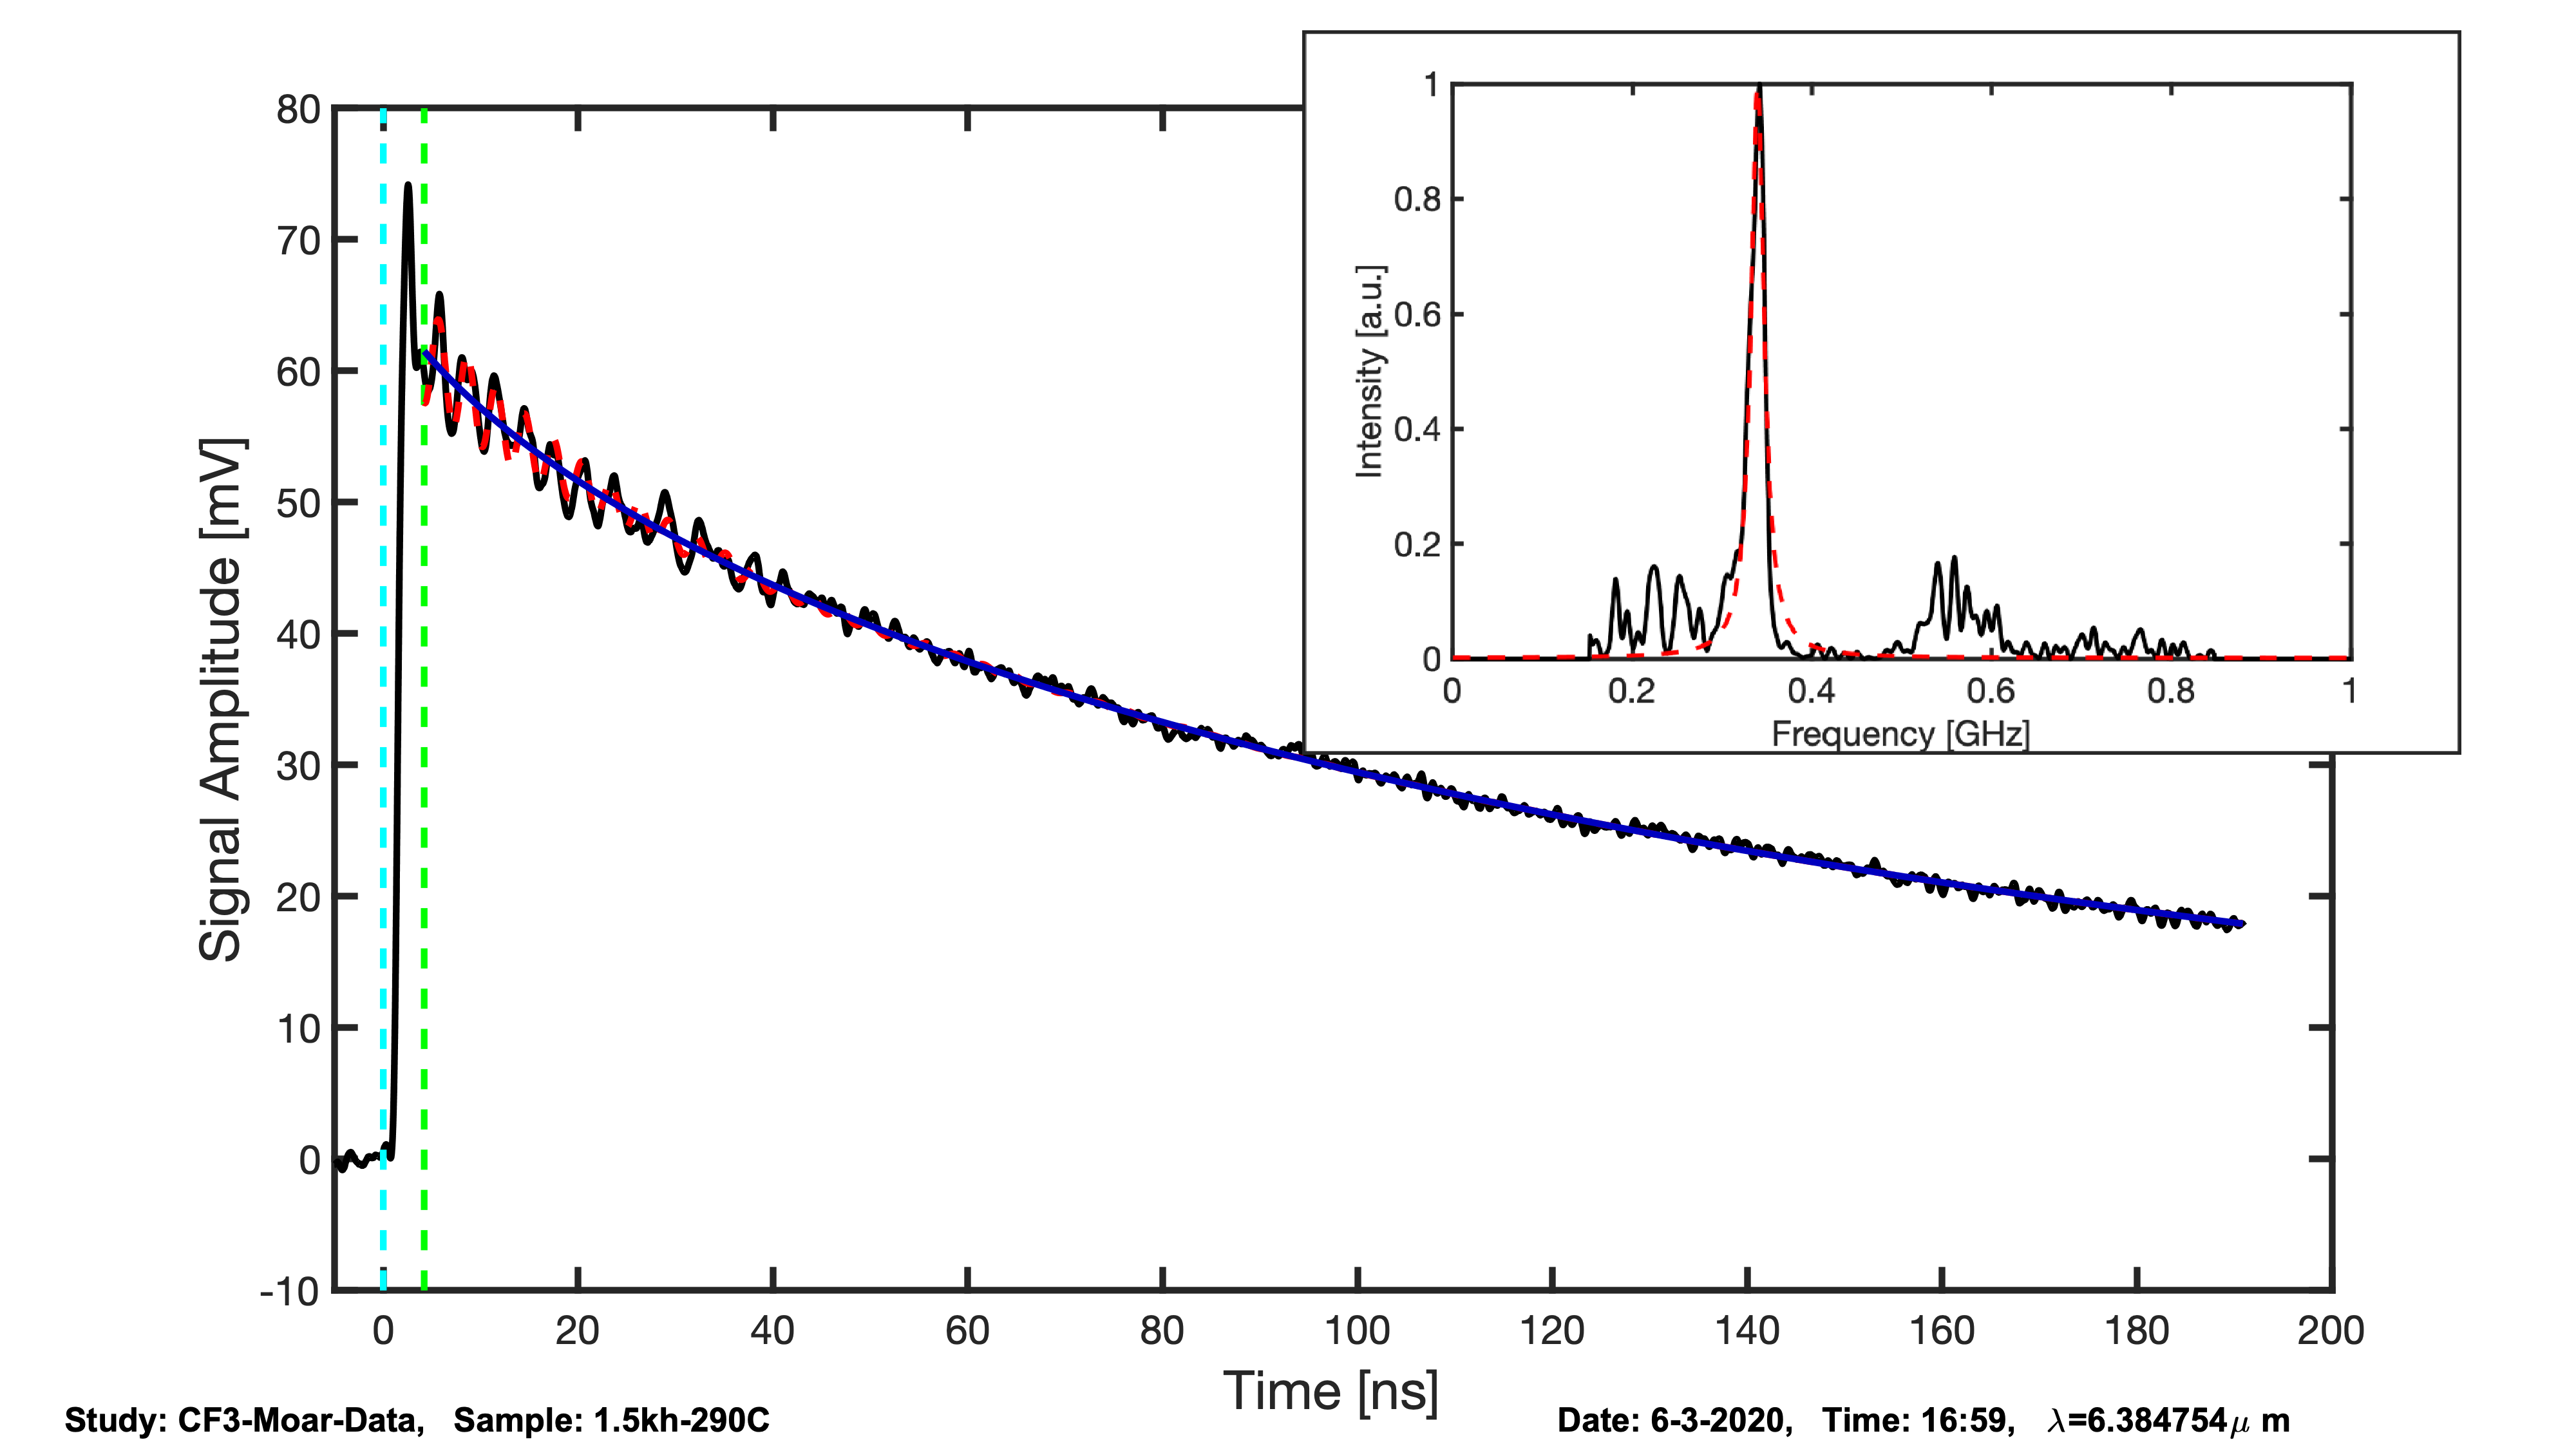 1
0.8
0.6
0.4
0.2
0
0 0.2 0.4 0.6 0.8 1
Intensity [a.u.]
Frequency [GHz]
80
70
60
50
40
30
20
10
0
-10
Signal Amplitude [mV]
0 20 40 60 80 100 120 140 160 180 200
Time [ns]
Study: CF3-Moar-Data, Sample: 1.5kh-290C
Date: 6-3-2020, Time: 16:59, λ=6.384754μ m